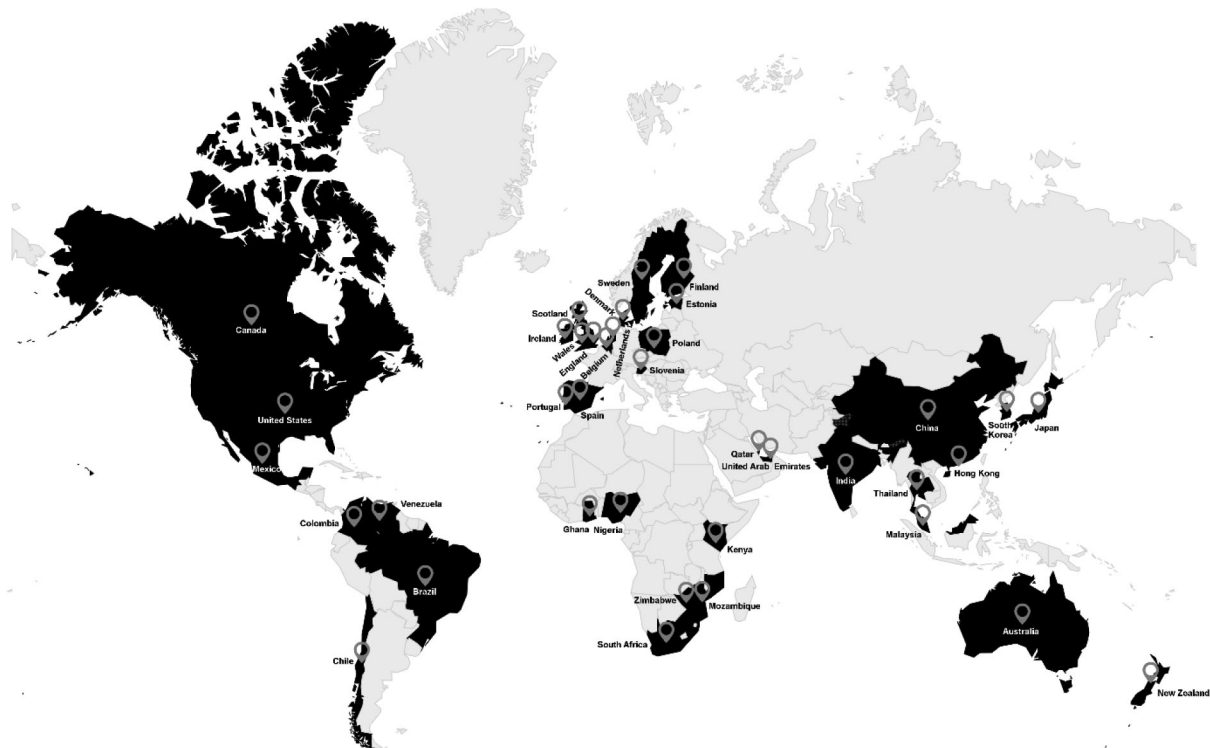 Canada
United States
Mexico
Colombia
Venezuela
Brazil
Chile
Sweden
Finland
Estonia
Denmark
Scotland
Ireland
Wales
England
Belgium
Netherlands
Poland
Slovenia
Portugal
Spain
Qatar
United Arab Emirates
Ghana
Nigeria
Kenya
Zimbabwe
Mozambique
South Africa
China
South
Korea
Japan
Hong Kong
India
Thailand
Malaysia
Australia
New Zealand